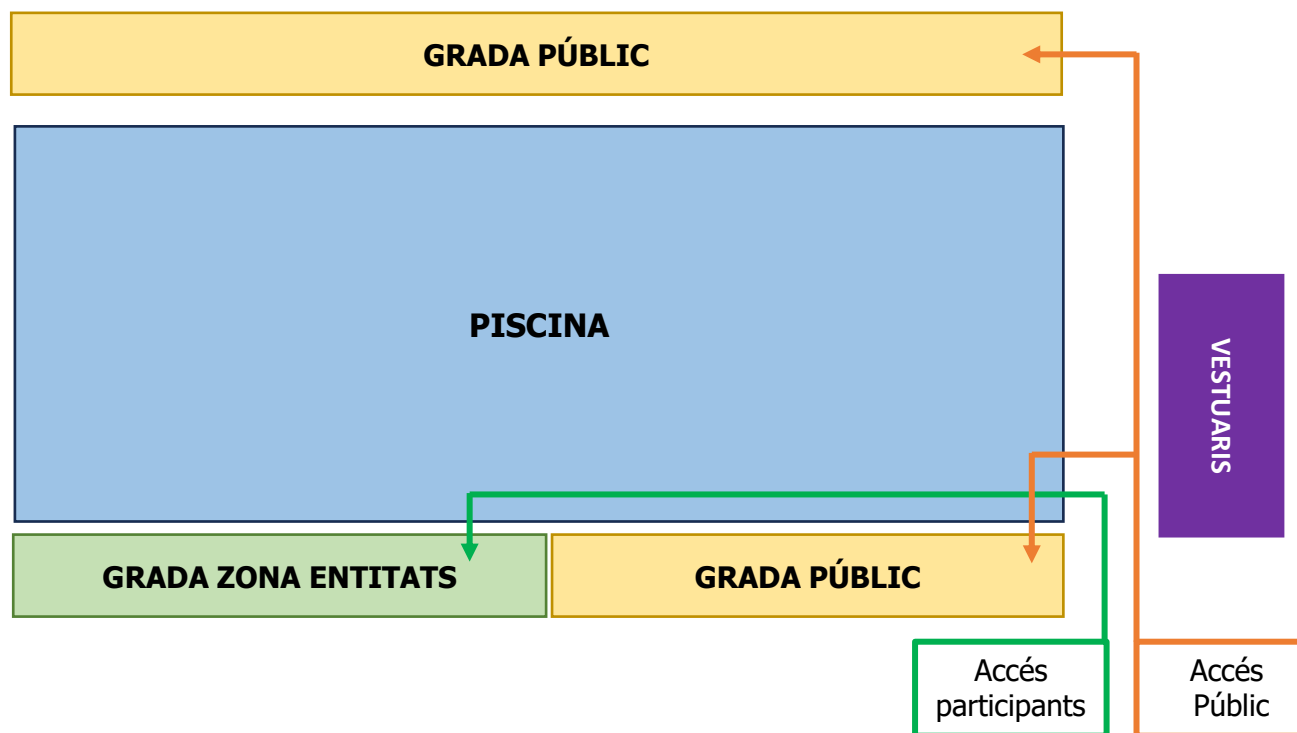 GRADA PÚBLIC
PISCINA
VESTUARIS
GRADA ZONA ENTITATS
GRADA PÚBLIC
Accés
participants
Accés
Públic